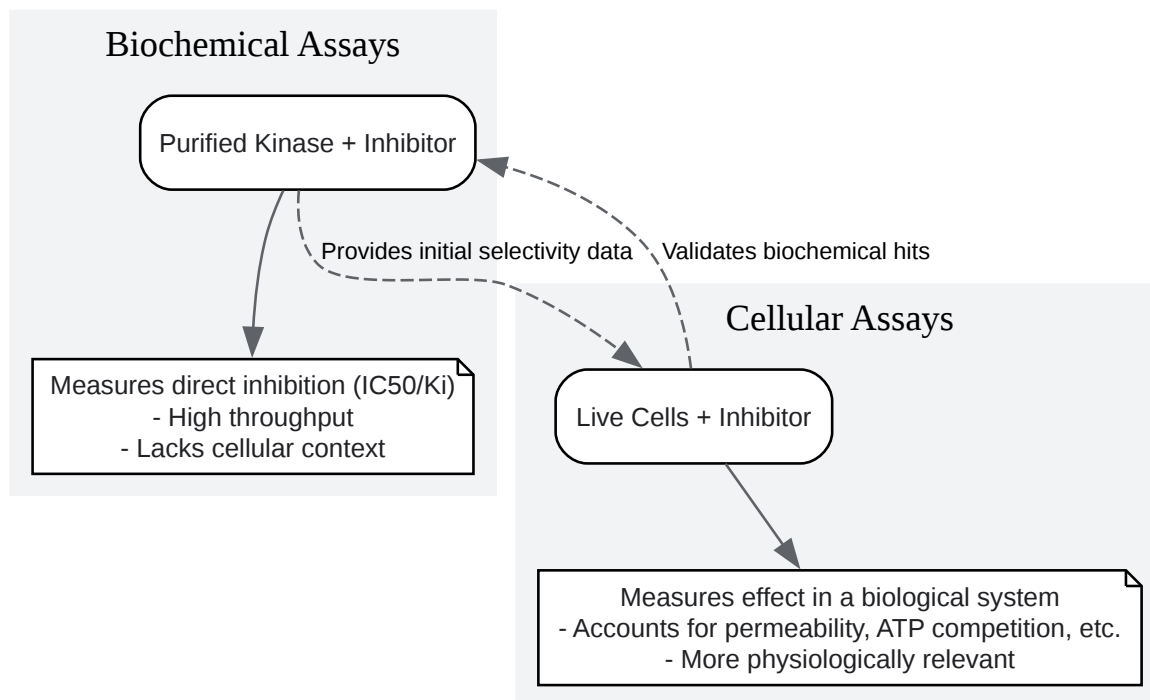 Biochemical Assays
Purified Kinase + Inhibitor
Provides initial selectivity data
Validates biochemical hits
Cellular Assays
Measures direct inhibition (IC50/Ki)
- High throughput
- Lacks cellular context
Live Cells + Inhibitor
Measures effect in a biological system
- Accounts for permeability, ATP competition, etc.
- More physiologically relevant